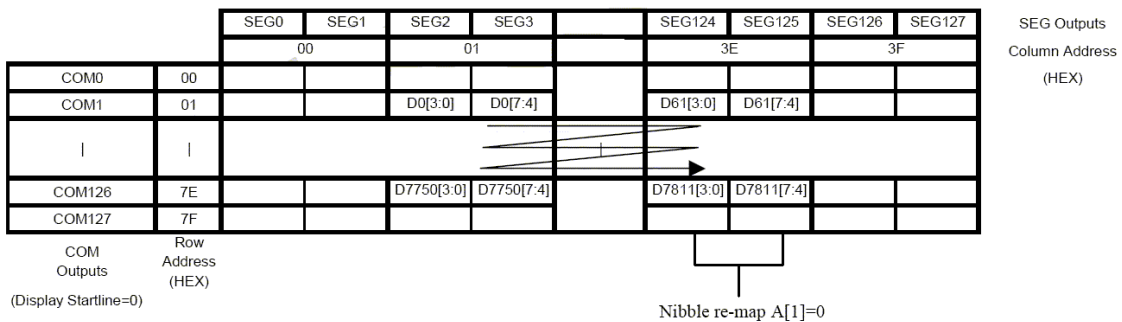 SEG0 SEG1 SEG2 SEG3 SEG124 SEG125 SEG126 SEG127 SEG Outputs
00 01 3E 3F Column Address
(HEX)
COM0 00
COM1 01 D0[3:0] D0[7:4] D61[3:0] D61[7:4]
| | |
COM126 7E D7750[3:0] D7750[7:4] D7811[3:0] D7811[7:4]
COM127 7F
COM
Outputs
(Display Startline=0)
Row
Address
(HEX)
Nibble re-map A[1]=0